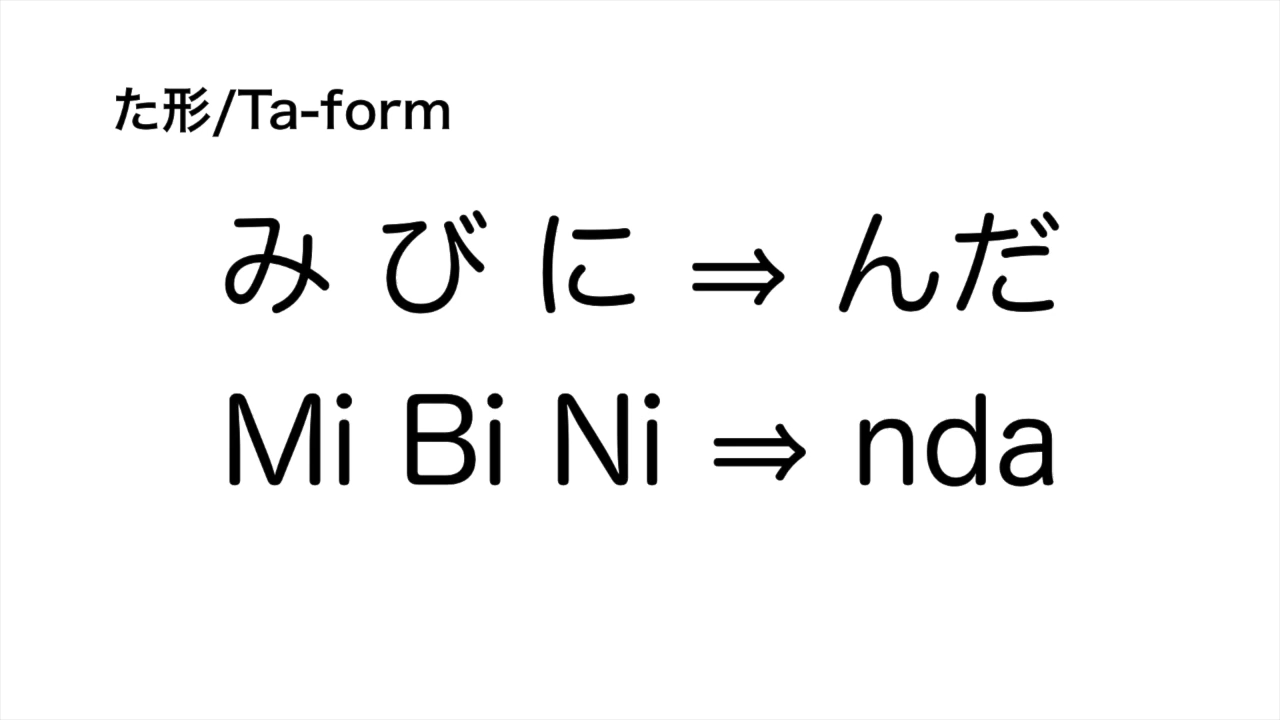 た形/Ta-form
み び に ⇒ んだ
Mi Bi Ni ⇒ nda